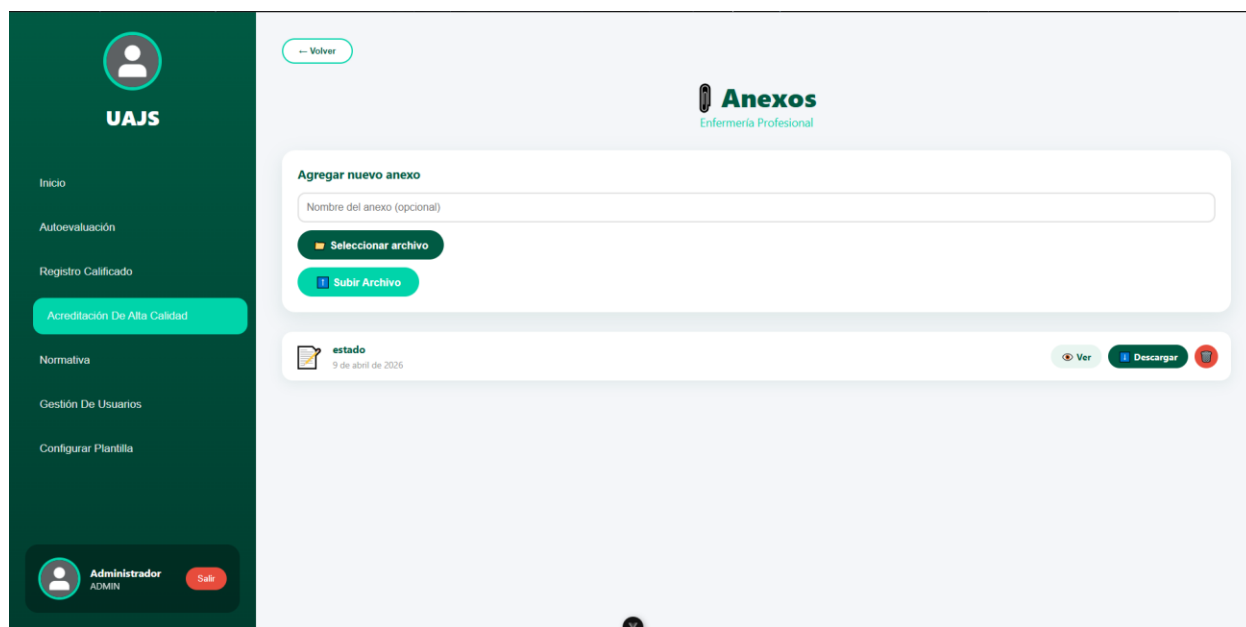 UAJS
Inicio
Autoevaluación
Registro Calificado
Acreditación De Alta Calidad
Normativa
Gestión De Usuarios
Configurar Plantilla
Administrador
ADMIN
Salir
← Volver
Anexos
Enfermería Profesional
Agregar nuevo anexo
Nombre del anexo (opcional)
Seleccionar archivo
Subir Archivo
estado
9 de abril de 2026
Ver
Descargar